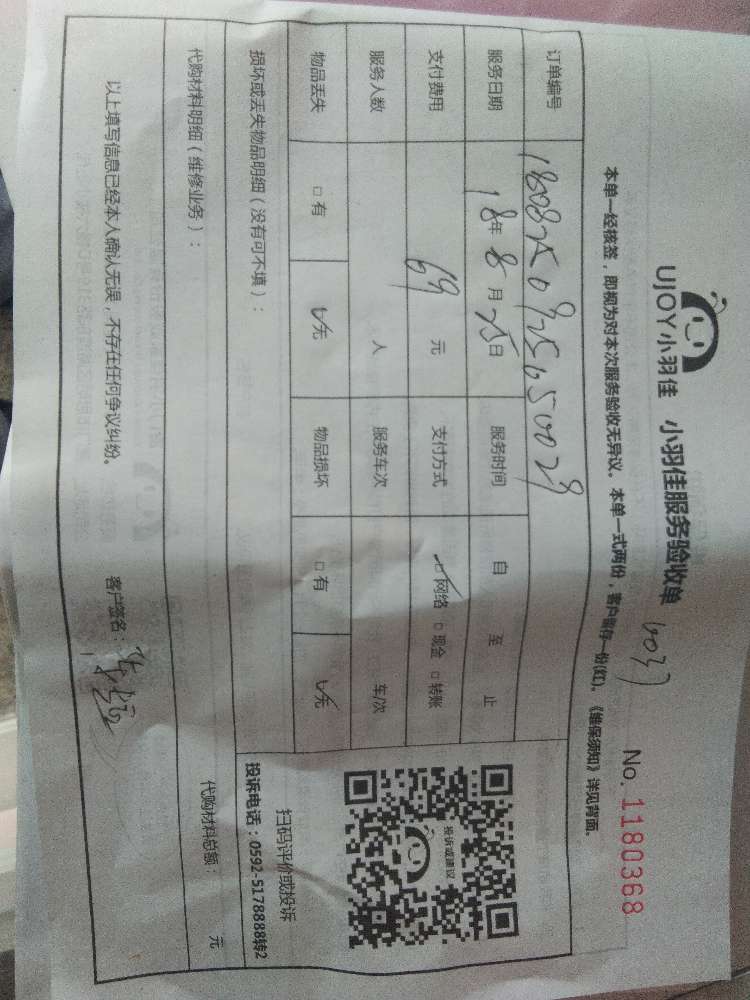 UJOY小羽佳 小羽佳服务验收单
No. 1180368
本单一经核签，即视为对本次服务验收无异议。本单一式两份，客户留存一份(红)。《维保须知》详见背面。
订单编号
服务日期 18年 8月 25日 服务时间 自 至 止
支付费用 69 元 支付方式 □网络 □现金 □转账
服务人数 人 服务车次 车/次
物品丢失 □有 □无 物品损坏 □有 □无
投诉或建议
扫码评价或投诉
投诉电话：0592-5178888转2
损坏或丢失物品明细（没有可不填）：
代购材料明细（维修业务）：
代购材料总额： 元
以上填写信息已经本人确认无误，不存在任何争议纠纷。
客户签名：